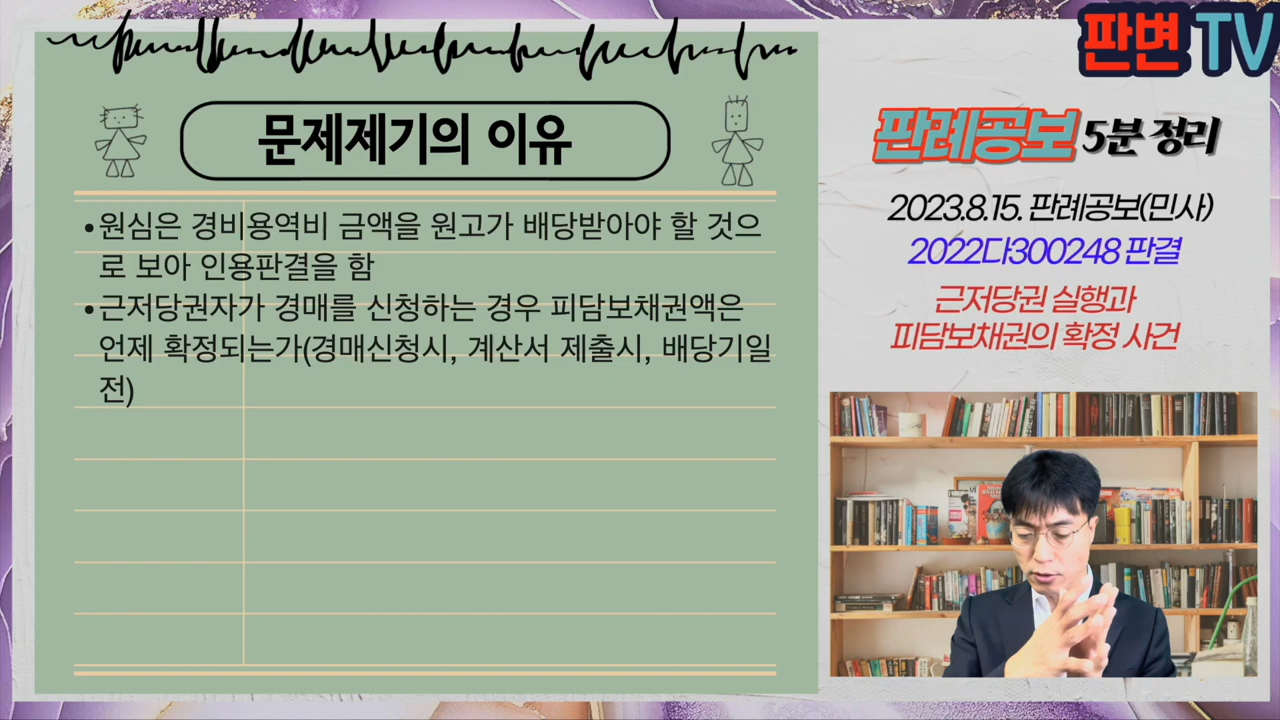 판변 TV
문제제기의 이유
•원심은 경비용역비 금액을 원고가 배당받아야 할 것으
로 보아 인용판결을 함
•근저당권자가 경매를 신청하는 경우 피담보채권액은
언제 확정되는가(경매신청시, 계산서 제출시, 배당기일
전)
판례공보 5분 정리
2023.8.15. 판례공보(민사)
2022다300248 판결
근저당권 실행과
피담보채권의 확정 사건